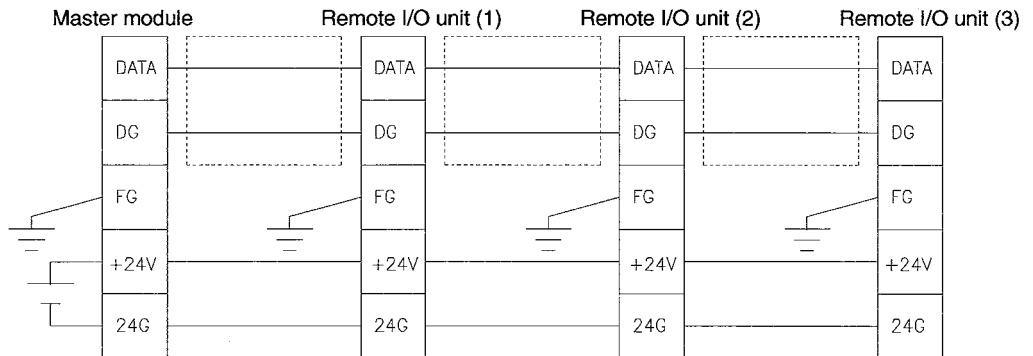 Master module Remote I/O unit (1) Remote I/O unit (2) Remote I/O unit (3)
DATA DATA DATA DATA
DG DG DG DG
FG FG FG FG
+24V +24V +24V +24V
24G 24G 24G 24G